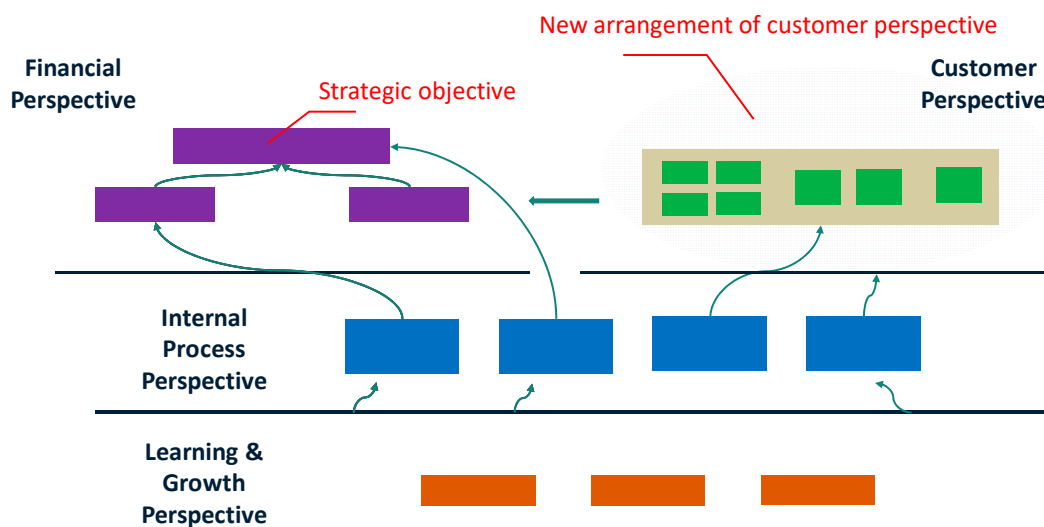 New arrangement of customer perspective
Financial
Perspective
Customer
Perspective
Strategic objective
Internal
Process
Perspective
Learning &
Growth
Perspective